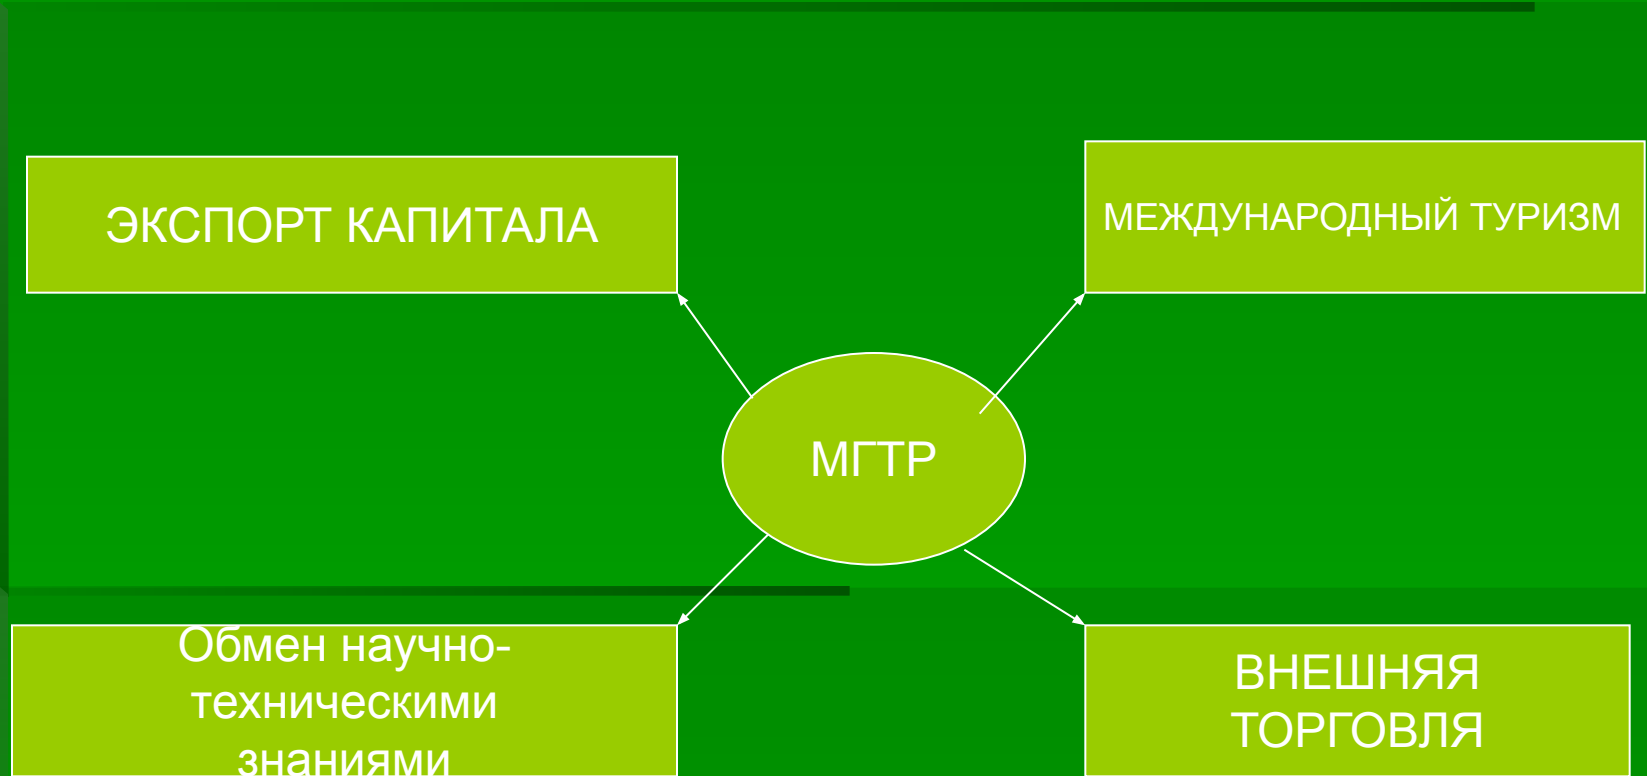 ЭКСПОРТ КАПИТАЛА
МЕЖДУНАРОДНЫЙ ТУРИЗМ
МГТР
Обмен научно-
техническими
знаниями
ВНЕШНЯЯ
ТОРГОВЛЯ